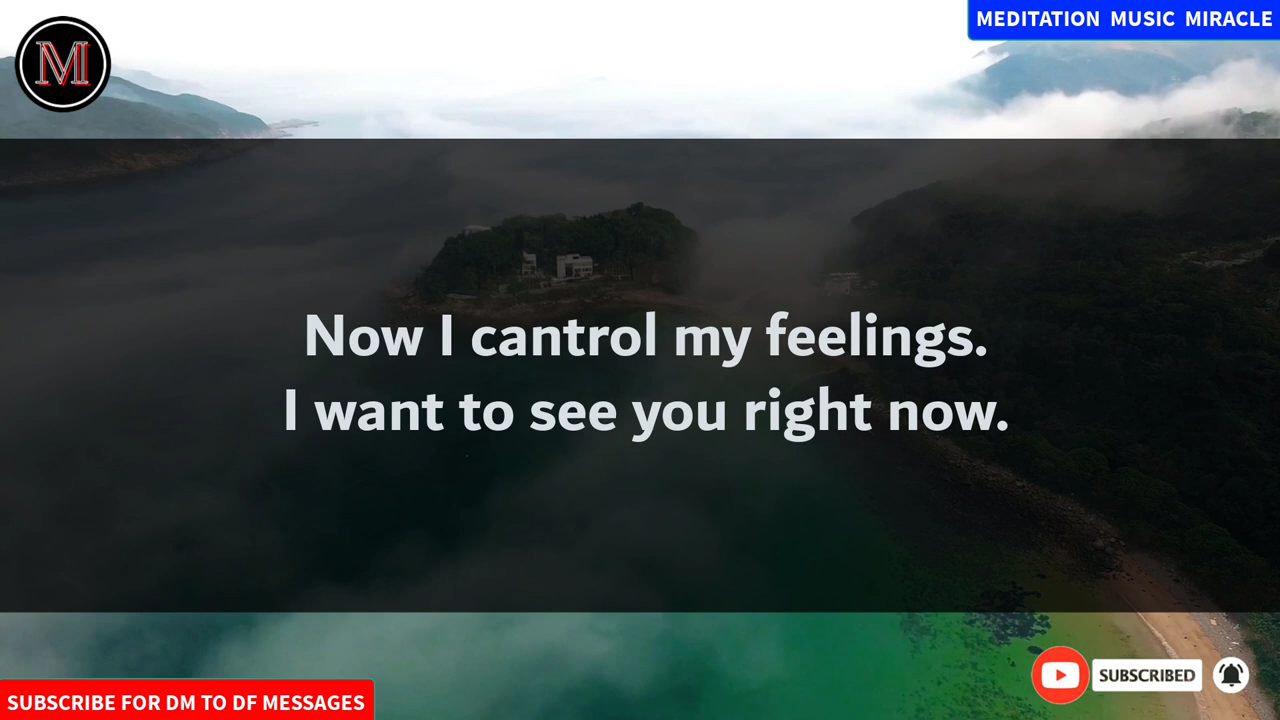 M
MEDITATION MUSIC MIRACLE
Now I cantrol my feelings.
I want to see you right now.
SUBSCRIBED
SUBSCRIBE FOR DM TO DF MESSAGES